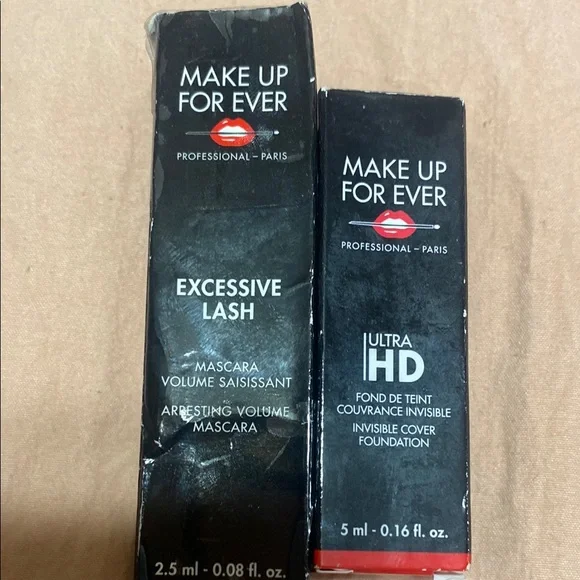 MAKE UP
FOR EVER
PROFESSIONAL – PARIS
EXCESSIVE
LASH
MASCARA
VOLUME SAISISSANT
ARRESTING VOLUME
MASCARA
2.5 ml - 0.08 fl. oz.
MAKE UP
FOR EVER
PROFESSIONAL – PARIS
ULTRA
HD
FOND DE TEINT
COUVRANCE INVISIBLE
INVISIBLE COVER
FOUNDATION
5 ml - 0.16 fl. oz.